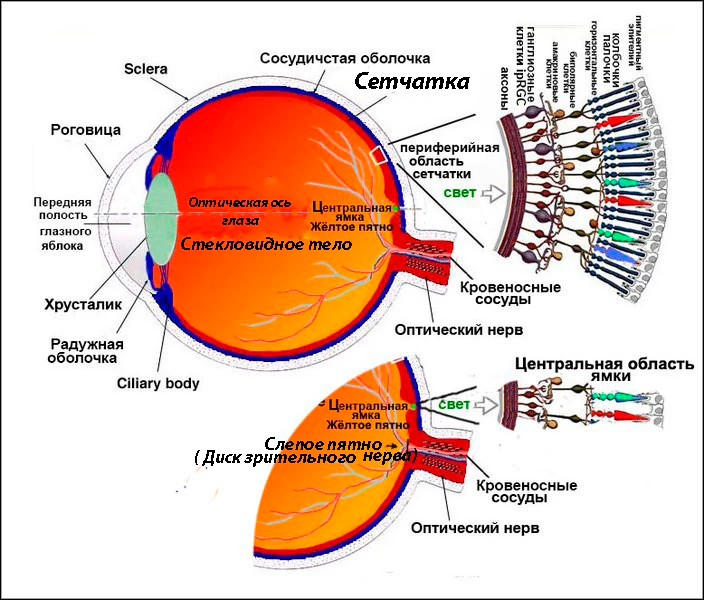 Сосудичстая оболочка
Sclera
Сетчатка
Роговица
Передняя
полость
глазного
яблока
Оптическая ось
глаза
Центральная
ямка
Жёлтое пятно
Стекловидное тело
Хрусталик
Радужная
оболочка
Ciliary body
Кровеносные
сосуды
Оптический нерв
периферийная
область
сетчатки
свет
аксоны
ганглиозные
клетки ipRGC
амакриновые
клетки
биполярные
клетки
горизонтальные
клетки
колбочки
палочки
пигментный
эпителий
Центральная область
ямки
свет
е Центральная
ямка
Жёлтое пятно
Слепое пятно
( Диск зрительного нерва)
Кровеносные
сосуды
Оптический нерв